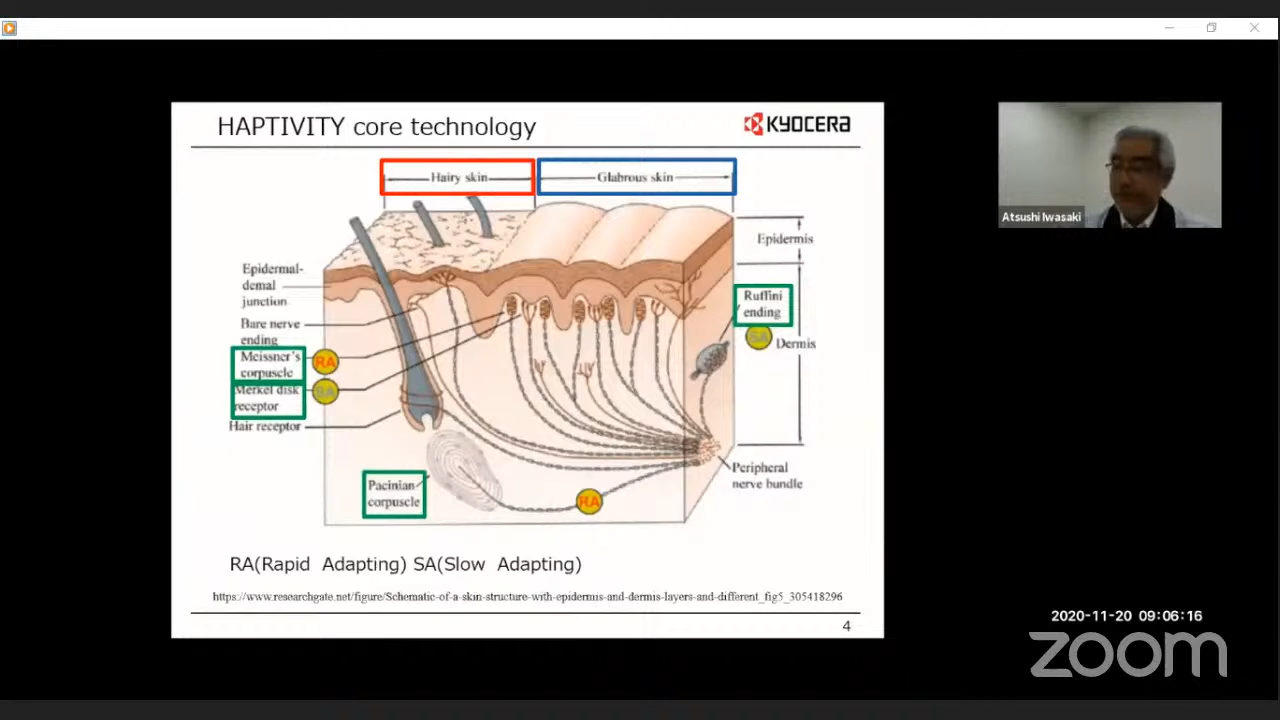 HAPTIVITY core technology
KYOCERA
Hairy skin
Glabrous skin
Epidermis
Epidermal-
demal
junction
Bare nerve
ending
Meissner's
corpuscle
RA
Merkel disk
receptor
SA
Hair receptor
Ruffini
ending
SA
Dermis
Pacinian
corpuscle
RA
Peripheral
nerve bundle
RA(Rapid Adapting) SA(Slow Adapting)
https://www.researchgate.net/figure/Schematic-of-a-skin-structure-with-epidermis-and-dermis-layers-and-different_fig5_305418296
4
Atsushi Iwasaki
2020-11-20 09:06:16
zoom